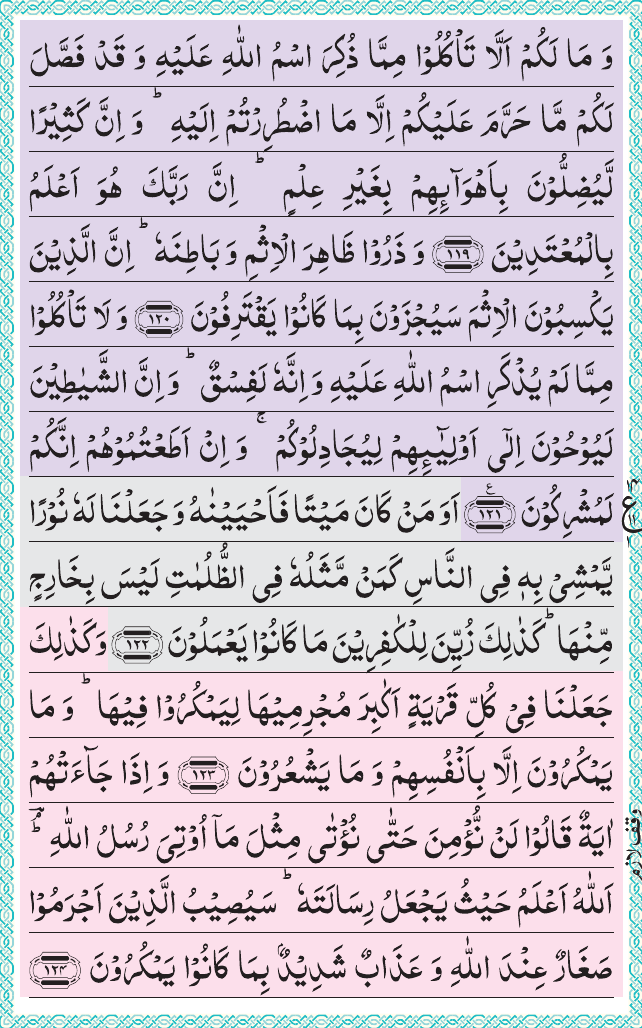 وَ مَا لَكُمْ اَلَّا تَاْكُلُوْا مِمَّا ذُكِرَ اسْمُ اللّٰهِ عَلَيْهِ وَ قَدْ فَصَّلَ
لَكُمْ مَّا حَرَّمَ عَلَيْكُمْ اِلَّا مَا اضْطُرِرْتُمْ اِلَيْهِ ؕ وَ اِنَّ كَثِيْرًا
لَّيُضِلُّوْنَ بِاَهْوَآىِٕهِمْ بِغَيْرِ عِلْمٍ ؕ اِنَّ رَبَّكَ هُوَ اَعْلَمُ
بِالْمُعْتَدِيْنَ ﴿۱۱۹﴾ وَ ذَرُوْا ظَاهِرَ الْاِثْمِ وَ بَاطِنَهٗ ؕ اِنَّ الَّذِيْنَ
يَكْسِبُوْنَ الْاِثْمَ سَيُجْزَوْنَ بِمَا كَانُوْا يَقْتَرِفُوْنَ ﴿۱۲۰﴾ وَ لَا تَاْكُلُوْا
مِمَّا لَمْ يُذْكَرِ اسْمُ اللّٰهِ عَلَيْهِ وَ اِنَّهٗ لَفِسْقٌ ؕ وَ اِنَّ الشَّيٰطِيْنَ
لَيُوْحُوْنَ اِلٰۤى اَوْلِيٰٓـِٕهِمْ لِيُجَادِلُوْكُمْ ۚ وَ اِنْ اَطَعْتُمُوْهُمْ اِنَّكُمْ
لَمُشْرِكُوْنَ ﴿۱۲۱﴾ ع اَوَ مَنْ كَانَ مَيْتًا فَاَحْيَيْنٰهُ وَ جَعَلْنَا لَهٗ نُوْرًا
يَّمْشِيْ بِهٖ فِي النَّاسِ كَمَنْ مَّثَلُهٗ فِي الظُّلُمٰتِ لَيْسَ بِخَارِجٍ
مِّنْهَا ؕ كَذٰلِكَ زُيِّنَ لِلْكٰفِرِيْنَ مَا كَانُوْا يَعْمَلُوْنَ ﴿۱۲۲﴾ وَ كَذٰلِكَ
جَعَلْنَا فِيْ كُلِّ قَرْيَةٍ اَكٰبِرَ مُجْرِمِيْهَا لِيَمْكُرُوْا فِيْهَا ؕ وَ مَا
يَمْكُرُوْنَ اِلَّا بِاَنْفُسِهِمْ وَ مَا يَشْعُرُوْنَ ﴿۱۲۳﴾ وَ اِذَا جَآءَتْهُمْ
اٰيَةٌ قَالُوْا لَنْ نُّؤْمِنَ حَتّٰى نُؤْتٰى مِثْلَ مَاۤ اُوْتِيَ رُسُلُ اللّٰهِ ؔۘؕ
وقف لازم
اَللّٰهُ اَعْلَمُ حَيْثُ يَجْعَلُ رِسَالَتَهٗ ؕ سَيُصِيْبُ الَّذِيْنَ اَجْرَمُوْا
صَغَارٌ عِنْدَ اللّٰهِ وَ عَذَابٌ شَدِيْدٌۢ بِمَا كَانُوْا يَمْكُرُوْنَ ﴿۱۲۴﴾